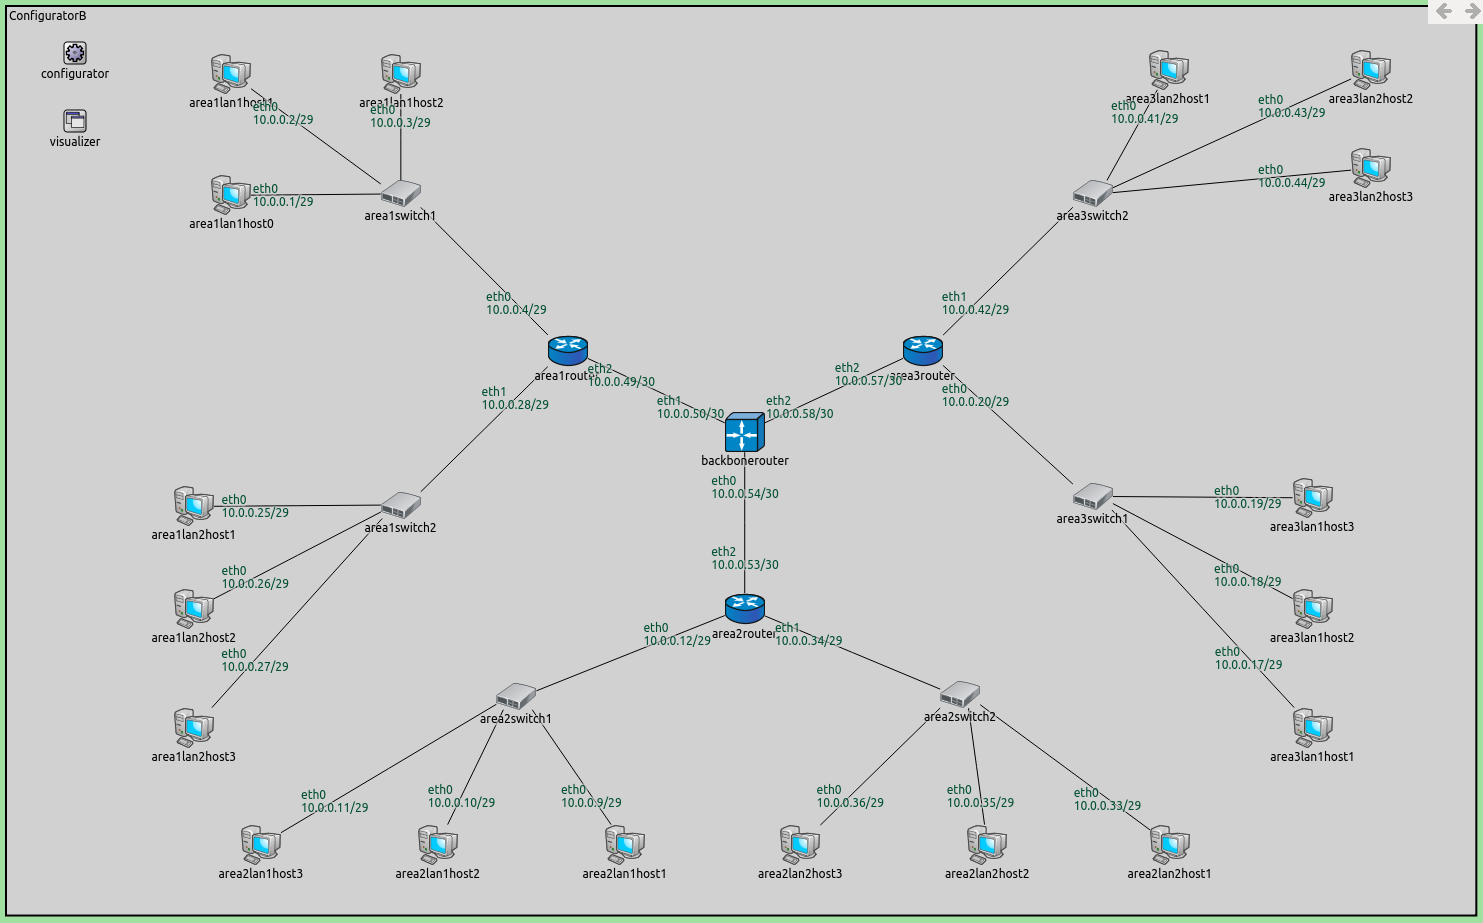 ConfiguratorB
configurator
visualizer
area1lan1host1
eth0
10.0.0.2/29
area1lan1host2
eth0
10.0.0.3/29
area1lan1host0
eth0
10.0.0.1/29
area1switch1
area3lan2host1
eth0
10.0.0.41/29
area3lan2host2
eth0
10.0.0.43/29
area3lan2host3
eth0
10.0.0.44/29
area3switch2
eth0
10.0.0.4/29
eth1
10.0.0.42/29
area1router
eth2
10.0.0.49/30
eth1
10.0.0.28/29
eth1
10.0.0.50/30
eth2
10.0.0.57/30
area3router
eth0
10.0.0.20/29
eth2
10.0.0.58/30
backbonerouter
eth0
10.0.0.54/30
eth2
10.0.0.53/30
area1lan2host1
eth0
10.0.0.25/29
area1switch2
area1lan2host2
eth0
10.0.0.26/29
area1lan2host3
eth0
10.0.0.27/29
area3switch1
eth0
10.0.0.19/29
area3lan1host3
eth0
10.0.0.18/29
area3lan1host2
eth0
10.0.0.17/29
area3lan1host1
area2router
eth0
10.0.0.12/29
eth1
10.0.0.34/29
area2switch1
area2switch2
eth0
10.0.0.11/29
area2lan1host3
eth0
10.0.0.10/29
area2lan1host2
eth0
10.0.0.9/29
area2lan1host1
eth0
10.0.0.36/29
area2lan2host3
eth0
10.0.0.35/29
area2lan2host2
eth0
10.0.0.33/29
area2lan2host1